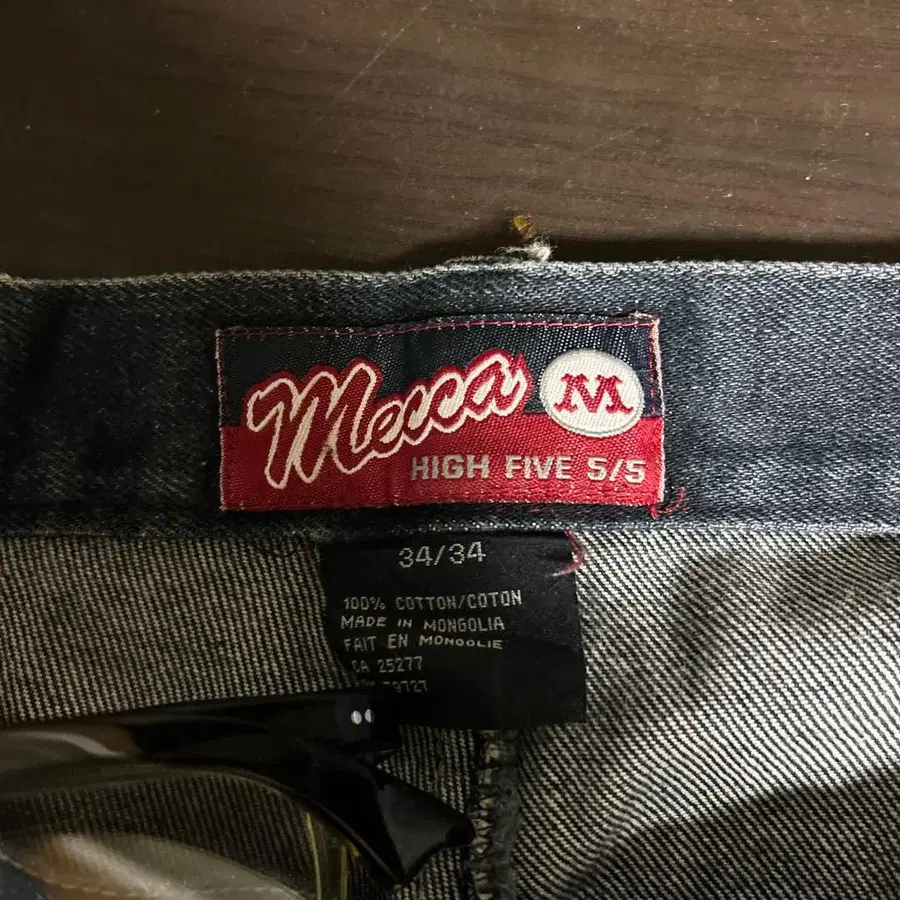 Mecca
M
HIGH FIVE 5/5
34/34
100% COTTON/COTON
MADE IN MONGOLIA
FAIT EN MONGOLIE
CA 25277